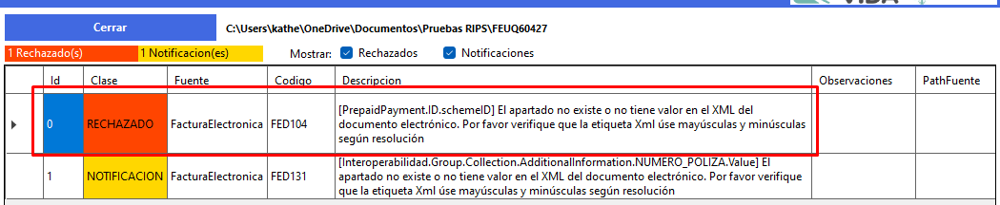 VIDA
Cerrar
C:\Users\kathe\OneDrive\Documentos\Pruebas RIPS\FEUQ60427
1 Rechazado(s)
1 Notificacion(es)
Mostrar:
Rechazados
Notificaciones
Id
Clase
Fuente
Codigo
Descripcion
Observaciones
PathFuente
0
RECHAZADO
FacturaElectronica
FED104
[PrepaidPayment.ID.schemeID] El apartado no existe o no tiene valor en el XML del
documento electrónico. Por favor verifique que la etiqueta Xml úse mayúsculas y minúsculas
según resolución
1
NOTIFICACION
FacturaElectronica
FED131
[Interoperabilidad.Group.Collection.AdditionalInformation.NUMERO_POLIZA.Value] El
apartado no existe o no tiene valor en el XML del documento electrónico. Por favor verifique
que la etiqueta Xml úse mayúsculas y minúsculas según resolución